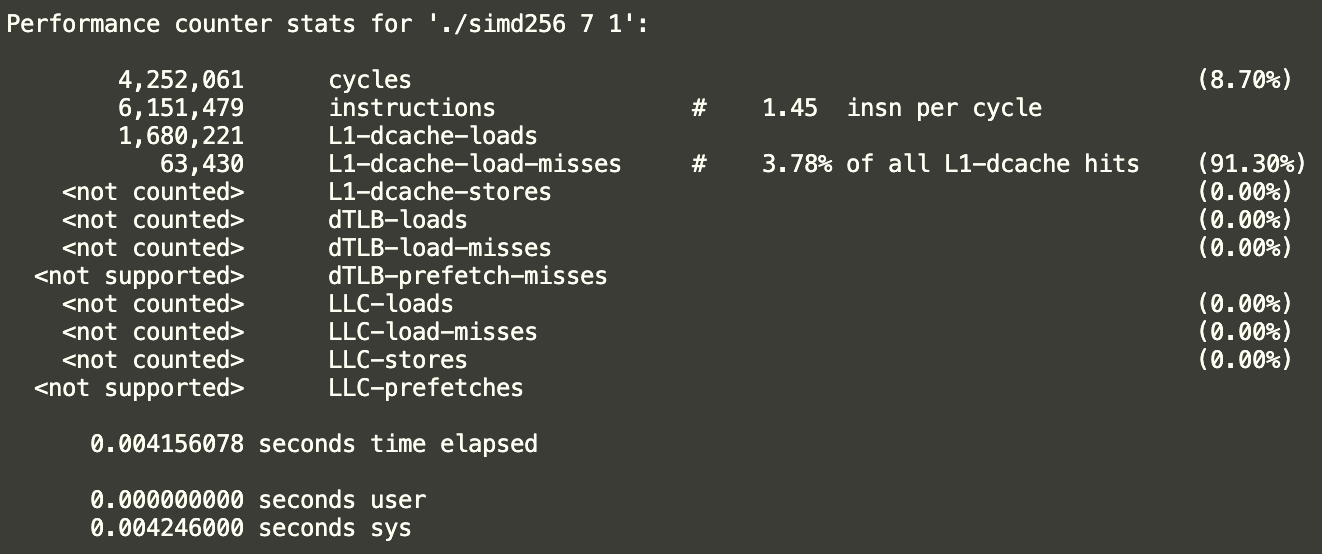 Performance counter stats for './simd256 7 1':
4,252,061 cycles (8.70%)
6,151,479 instructions # 1.45 insn per cycle
1,680,221 L1-dcache-loads
63,430 L1-dcache-load-misses # 3.78% of all L1-dcache hits (91.30%)
<not counted> L1-dcache-stores (0.00%)
<not counted> dTLB-loads (0.00%)
<not counted> dTLB-load-misses (0.00%)
<not supported> dTLB-prefetch-misses
<not counted> LLC-loads (0.00%)
<not counted> LLC-load-misses (0.00%)
<not counted> LLC-stores (0.00%)
<not supported> LLC-prefetches
0.004156078 seconds time elapsed
0.000000000 seconds user
0.004246000 seconds sys